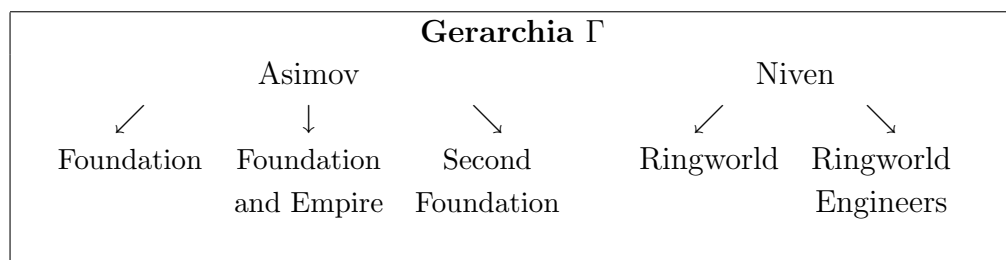 Gerarchia Γ
Asimov Niven
Foundation Foundation Second Ringworld Ringworld
and Empire Foundation Engineers